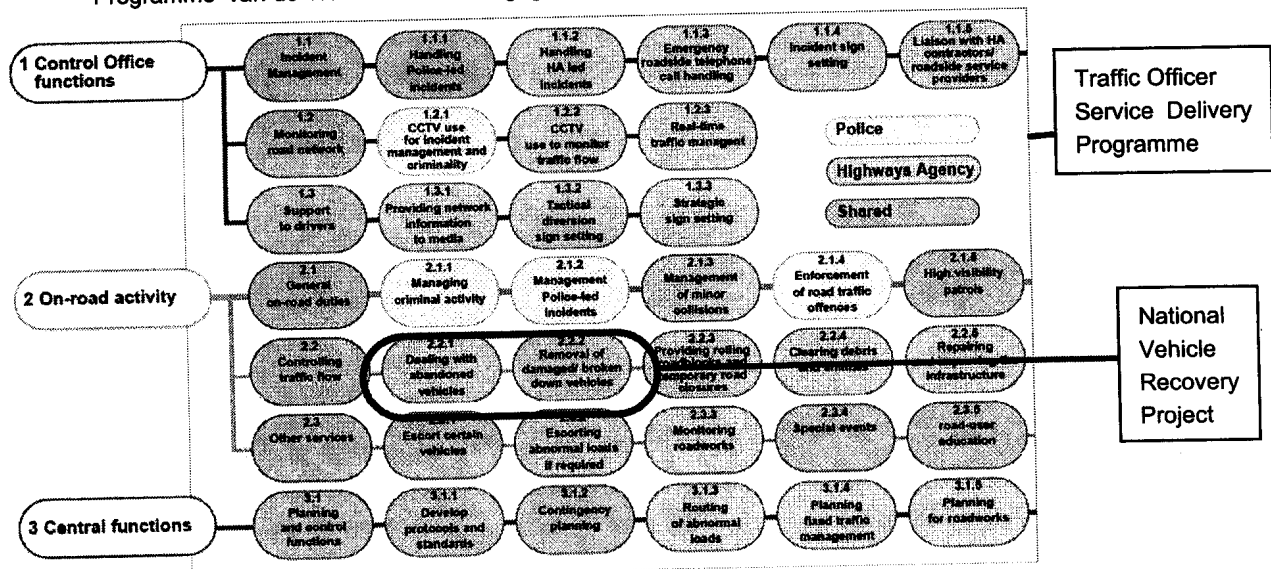 Programme
1 Control Office
functions
1.1
Incident
Management
1.1.1
Handling
Police-led
incidents
1.1.2
Handling
HA led
incidents
1.1.3
Emergency
roadside telephone
call handling
1.1.4
Incident sign
setting
1.1.5
Liaison with HA
contractors/
roadside service
providers
Traffic Officer
Service Delivery
Programme
1.2
Monitoring
road network
1.2.1
CCTV use
for incident
management and
criminality
1.2.2
CCTV
use to monitor
traffic flow
1.2.3
Real-time
traffic managent
Police
Highways Agency
Shared
1.3
Support
to drivers
1.3.1
Providing network
information
to media
1.3.2
Tactical
diversion
sign setting
1.3.3
Strategic
sign setting
2 On-road activity
2.1
General
on-road duties
2.1.1
Managing
criminal activity
2.1.2
Management
Police-led
incidents
2.1.3
Management
of minor
collisions
2.1.4
Enforcement
of road traffic
offences
High visibility
patrols
2.2
Controlling
traffic flow
2.2.1
Dealing with
abandoned
vehicles
2.2.2
Removal of
damaged/ broken
down vehicles
2.2.3
Providing rolling
road
closures
2.2.4
Clearing debris
2.2.5
Repairing
infrastructure
National
Vehicle
Recovery
Project
2.3
Other services
Escort certain
vehicles
Escorting
abnormal loads
if required
2.3.3
Monitoring
roadworks
2.3.4
Special events
2.3.5
road-user
education
3 Central functions
3.1
Planning
and control
functions
3.1.1
Develop
protocols and
standards
3.1.2
Contingency
planning
3.1.3
Routing
of abnormal
loads
3.1.4
Planning
fixed traffic
management
3.1.5
Planning
for roadworks